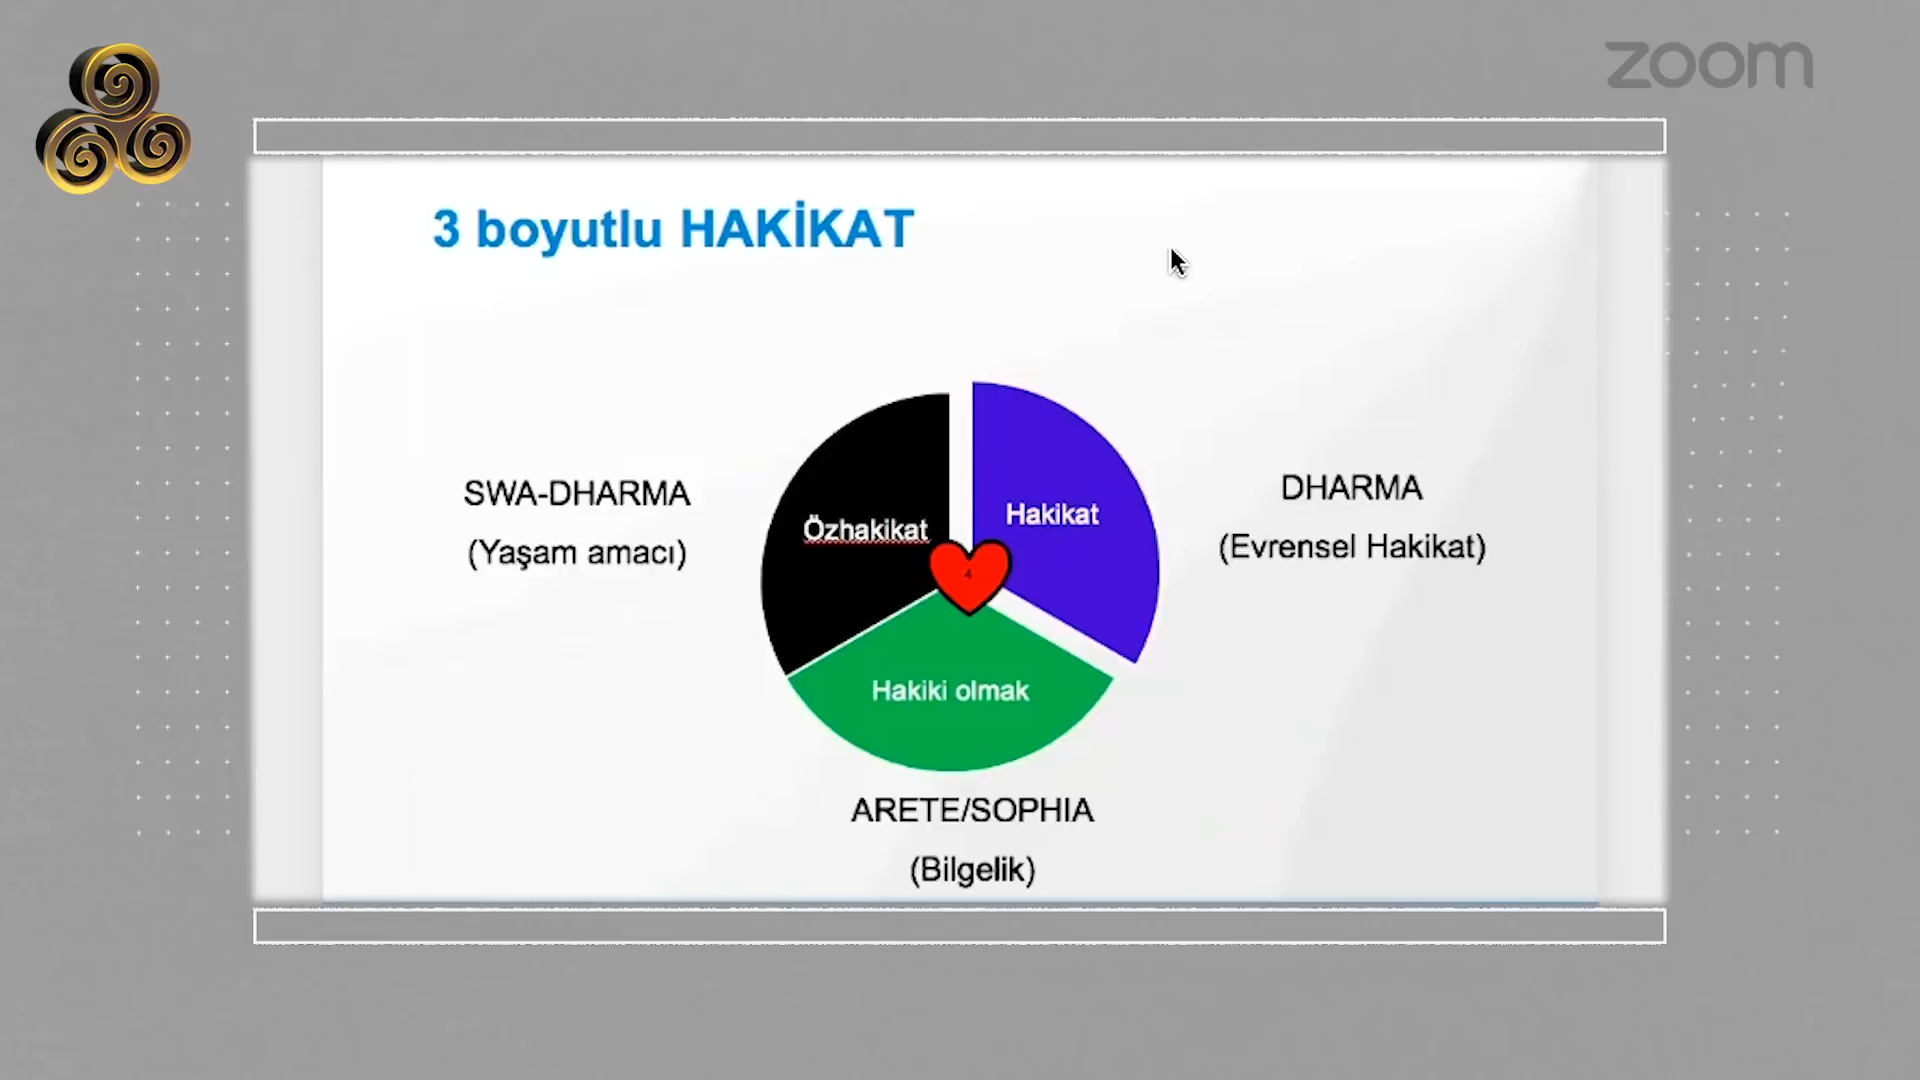 zoom
3 boyutlu HAKİKAT
SWA-DHARMA
(Yaşam amacı)
Özhakikat
Hakikat
4
DHARMA
(Evrensel Hakikat)
Hakiki olmak
ARETE/SOPHIA
(Bilgelik)